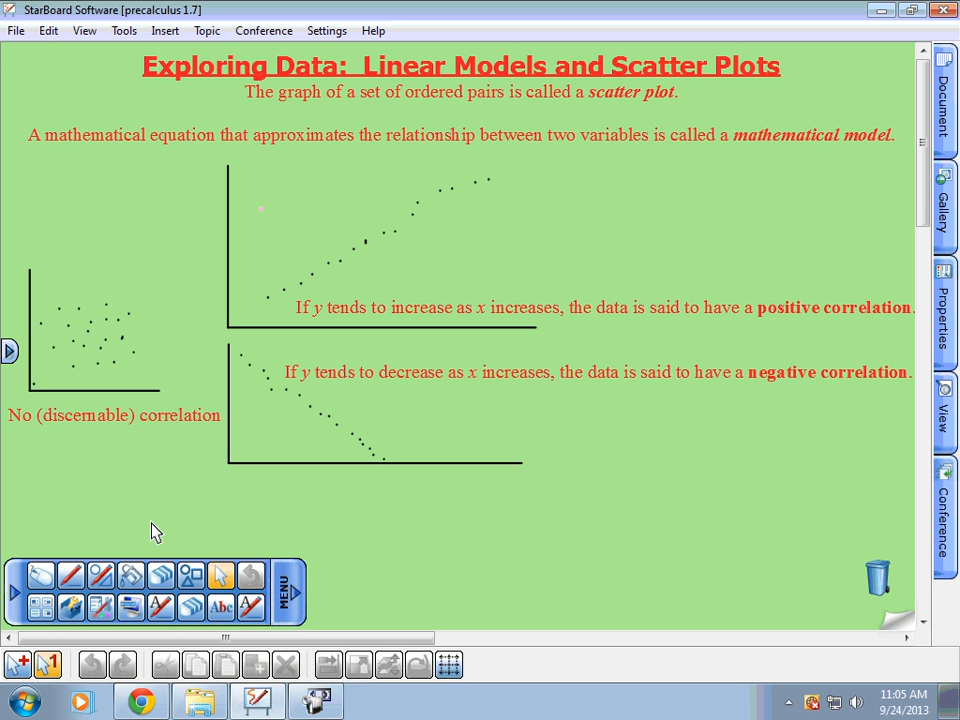 StarBoard Software [precalculus 1.7]
File Edit View Tools Insert Topic Conference Settings Help
Exploring Data: Linear Models and Scatter Plots
The graph of a set of ordered pairs is called a scatter plot.
A mathematical equation that approximates the relationship between two variables is called a mathematical model.
If y tends to increase as x increases, the data is said to have a positive correlation.
If y tends to decrease as x increases, the data is said to have a negative correlation.
No (discernable) correlation
Document
Gallery
Properties
View
Conference
MENU
Abc
1
11:05 AM
9/24/2013